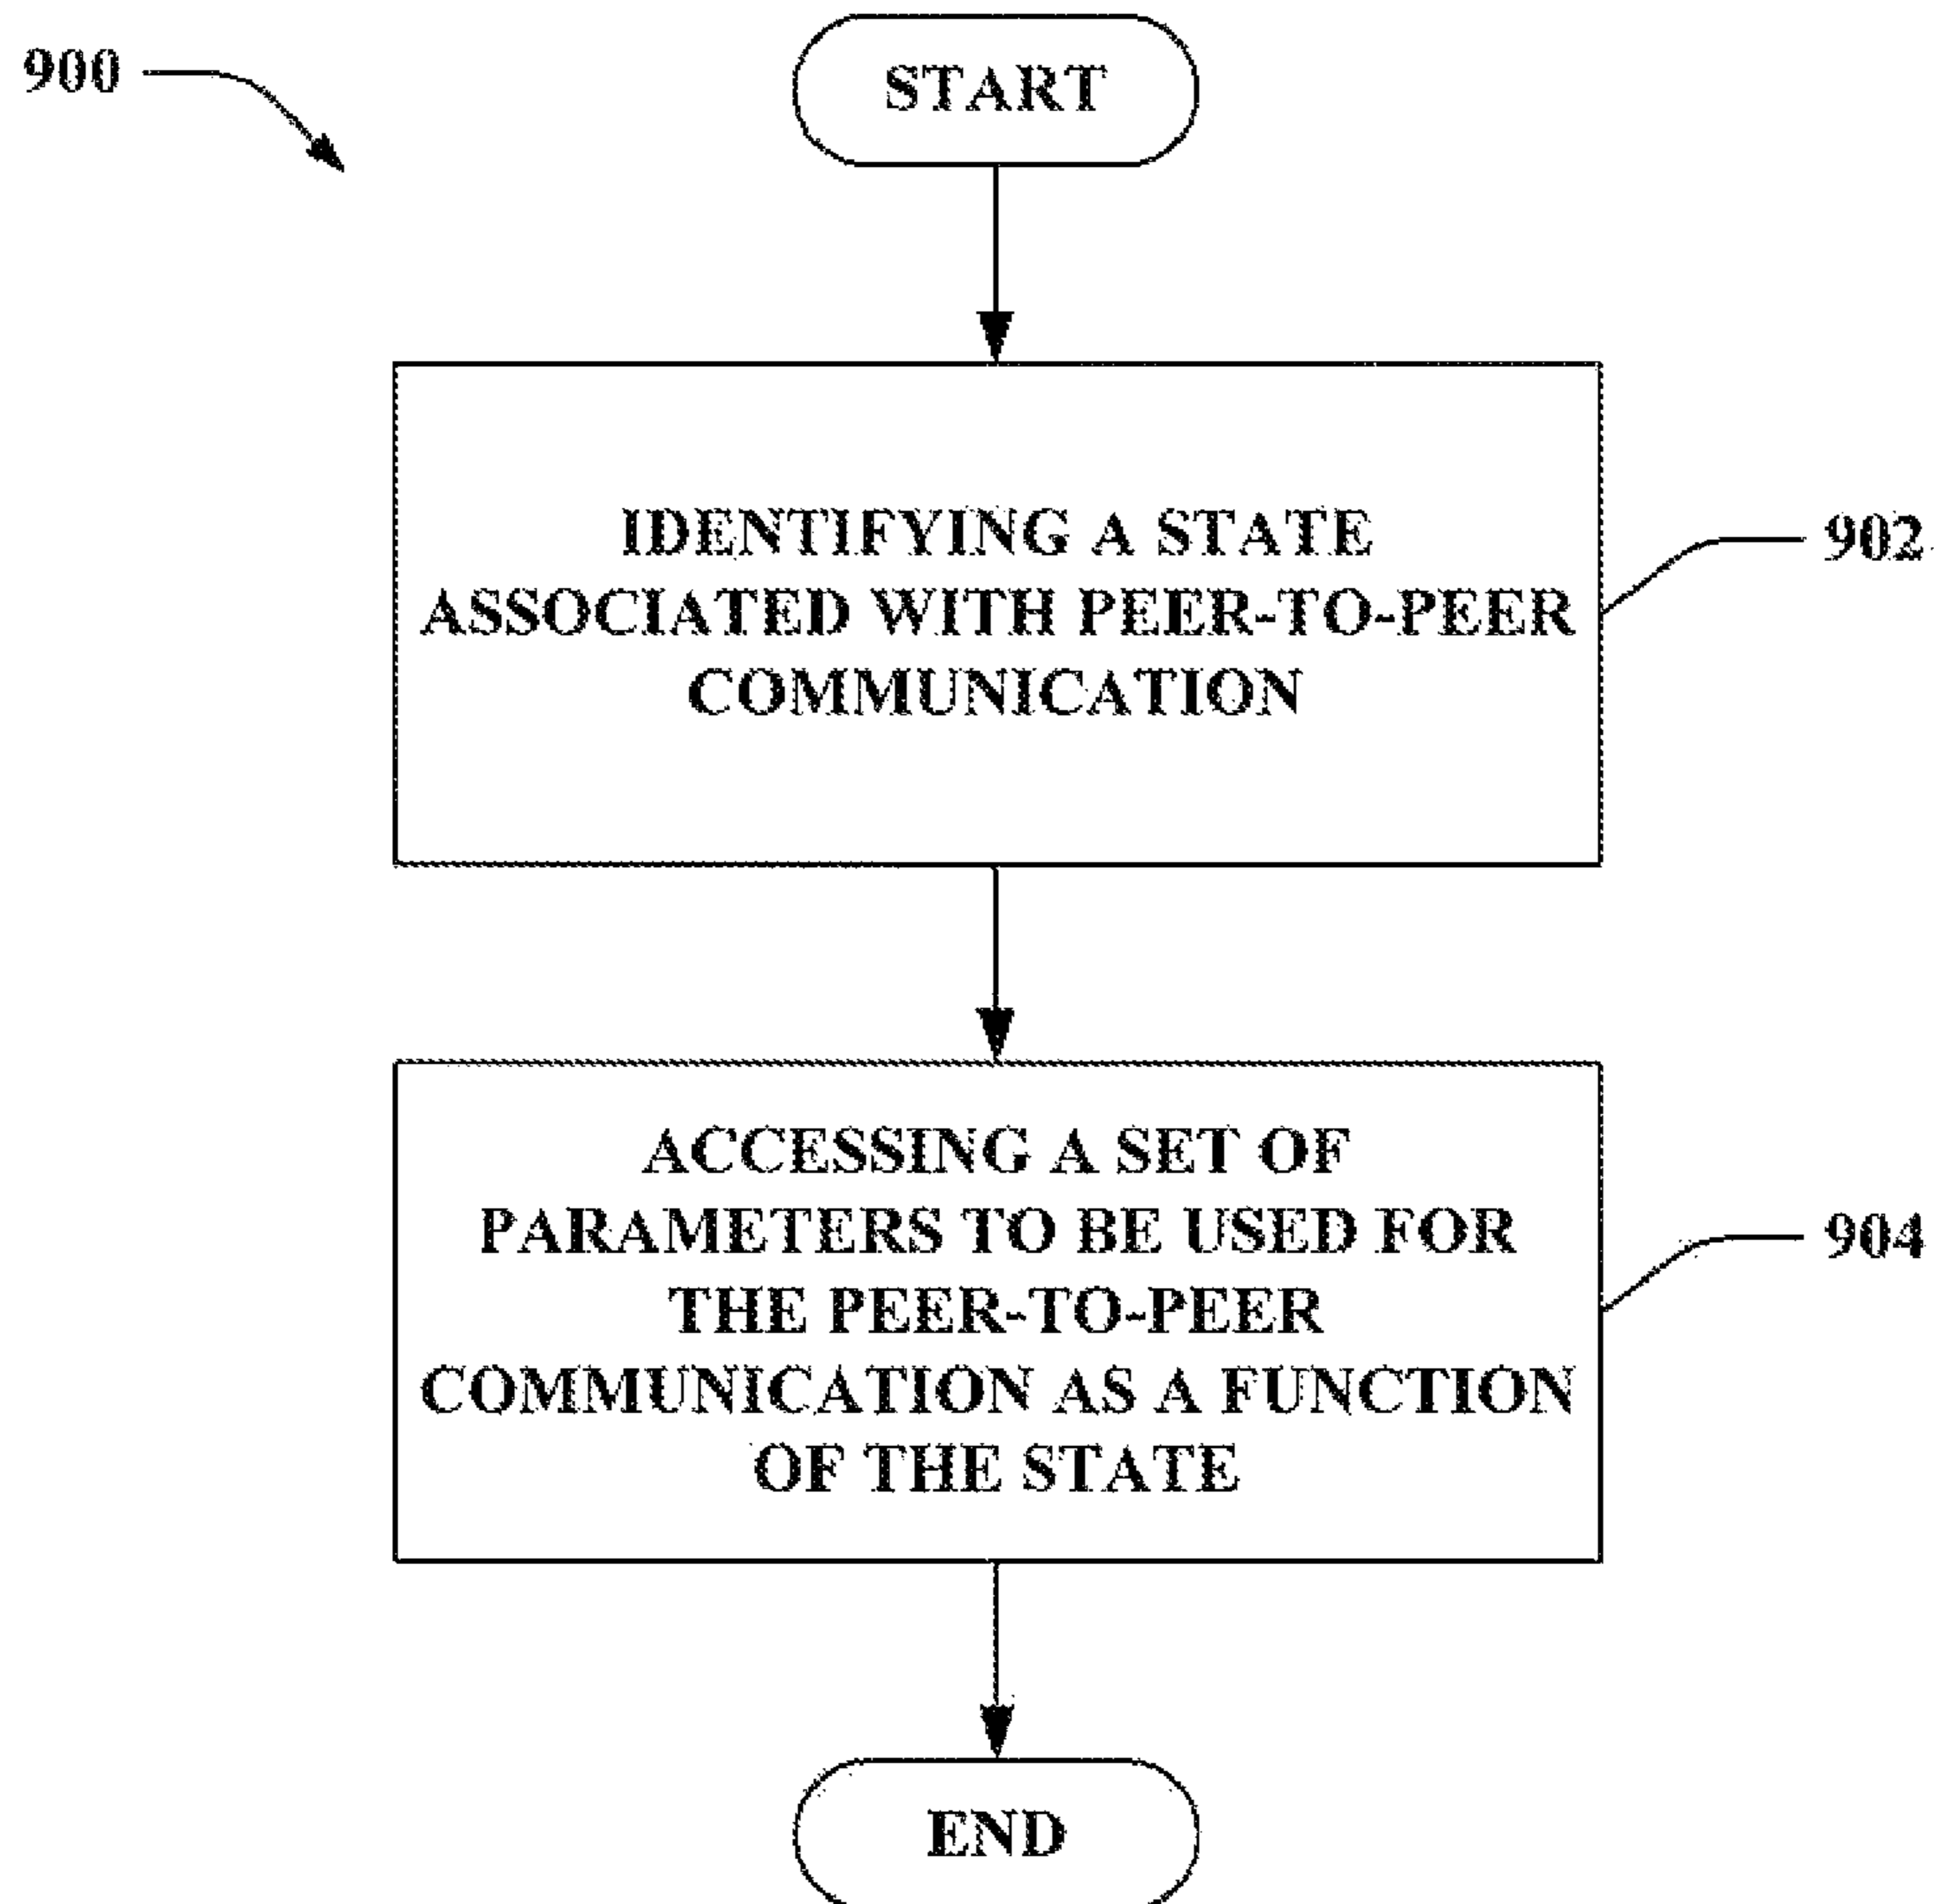 900
START
IDENTIFYING A STATE
ASSOCIATED WITH PEER-TO-PEER
COMMUNICATION
902
ACCESSING A SET OF
PARAMETERS TO BE USED FOR
THE PEER-TO-PEER
COMMUNICATION AS A FUNCTION
OF THE STATE
904
END